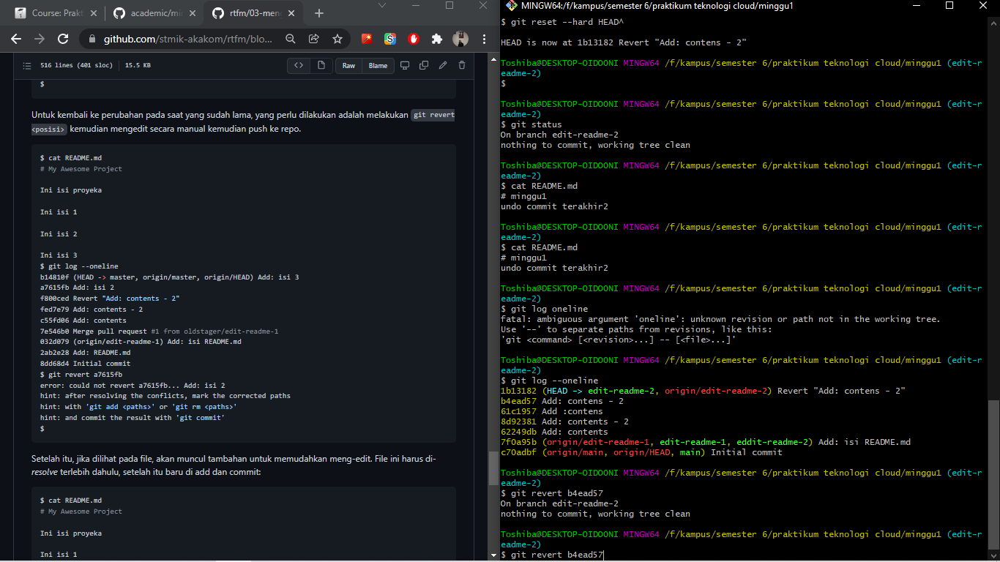 Course: Prakt
academic/mi
rtfm/03-men
github.com/stmik-akakom/rtfm/blo...
516 lines (401 sloc)
15.5 KB
Raw
Blame
$
Untuk kembali ke perubahan pada saat yang sudah lama, yang perlu dilakukan adalah melakukan git revert
<posisi> kemudian mengedit secara manual kemudian push ke repo.
$ cat README.md
# My Awesome Project
Ini isi proyeka
Ini isi 1
Ini isi 2
Ini isi 3
$ git log --oneline
b14810f (HEAD -> master, origin/master, origin/HEAD) Add: isi 3
a7615fb Add: isi 2
f800ced Revert "Add: contents - 2"
fed7e79 Add: contents - 2
c55fd06 Add: contents
7e546b0 Merge pull request #1 from oldstager/edit-readme-1
032d079 (origin/edit-readme-1) Add: isi README.md
2ab2e28 Add: README.md
8dd68d4 Initial commit
$ git revert a7615fb
error: could not revert a7615fb... Add: isi 2
hint: after resolving the conflicts, mark the corrected paths
hint: with 'git add <paths>' or 'git rm <paths>'
hint: and commit the result with 'git commit'
$
Setelah itu, jika dilihat pada file, akan muncul tambahan untuk memudahkan meng-edit. File ini harus di-
resolve terlebih dahulu, setelah itu baru di add dan commit:
$ cat README.md
# My Awesome Project
Ini isi proyeka
Ini isi 1
MINGW64:/f/kampus/semester 6/praktikum teknologi cloud/minggu1
$ git reset --hard HEAD^
HEAD is now at 1b13182 Revert "Add: contens - 2"
Toshiba@DESKTOP-OIDOONI MINGW64 /f/kampus/semester 6/praktikum teknologi cloud/minggu1 (edit-r
eadme-2)
$
Toshiba@DESKTOP-OIDOONI MINGW64 /f/kampus/semester 6/praktikum teknologi cloud/minggu1 (edit-r
eadme-2)
$ git status
On branch edit-readme-2
nothing to commit, working tree clean
Toshiba@DESKTOP-OIDOONI MINGW64 /f/kampus/semester 6/praktikum teknologi cloud/minggu1 (edit-r
eadme-2)
$ cat README.md
# minggu1
undo commit terakhir2
Toshiba@DESKTOP-OIDOONI MINGW64 /f/kampus/semester 6/praktikum teknologi cloud/minggu1 (edit-r
eadme-2)
$ cat README.md
# minggu1
undo commit terakhir2
Toshiba@DESKTOP-OIDOONI MINGW64 /f/kampus/semester 6/praktikum teknologi cloud/minggu1 (edit-r
eadme-2)
$ git log oneline
fatal: ambiguous argument 'oneline': unknown revision or path not in the working tree.
Use '--' to separate paths from revisions, like this:
'git <command> [<revision>...] -- [<file>...]'
Toshiba@DESKTOP-OIDOONI MINGW64 /f/kampus/semester 6/praktikum teknologi cloud/minggu1 (edit-r
eadme-2)
$ git log --oneline
1b13182 (HEAD -> edit-readme-2, origin/edit-readme-2) Revert "Add: contens - 2"
b4ead57 Add: contens - 2
61c1957 Add :contens
8d92381 Add: contents - 2
62249db Add: contents
7f0a95b (origin/edit-readme-1, edit-readme-1, eddit-readme-2) Add: isi README.md
c70adbf (origin/main, origin/HEAD, main) Initial commit
Toshiba@DESKTOP-OIDOONI MINGW64 /f/kampus/semester 6/praktikum teknologi cloud/minggu1 (edit-r
eadme-2)
$ git revert b4ead57
On branch edit-readme-2
nothing to commit, working tree clean
Toshiba@DESKTOP-OIDOONI MINGW64 /f/kampus/semester 6/praktikum teknologi cloud/minggu1 (edit-r
eadme-2)
$ git revert b4ead57